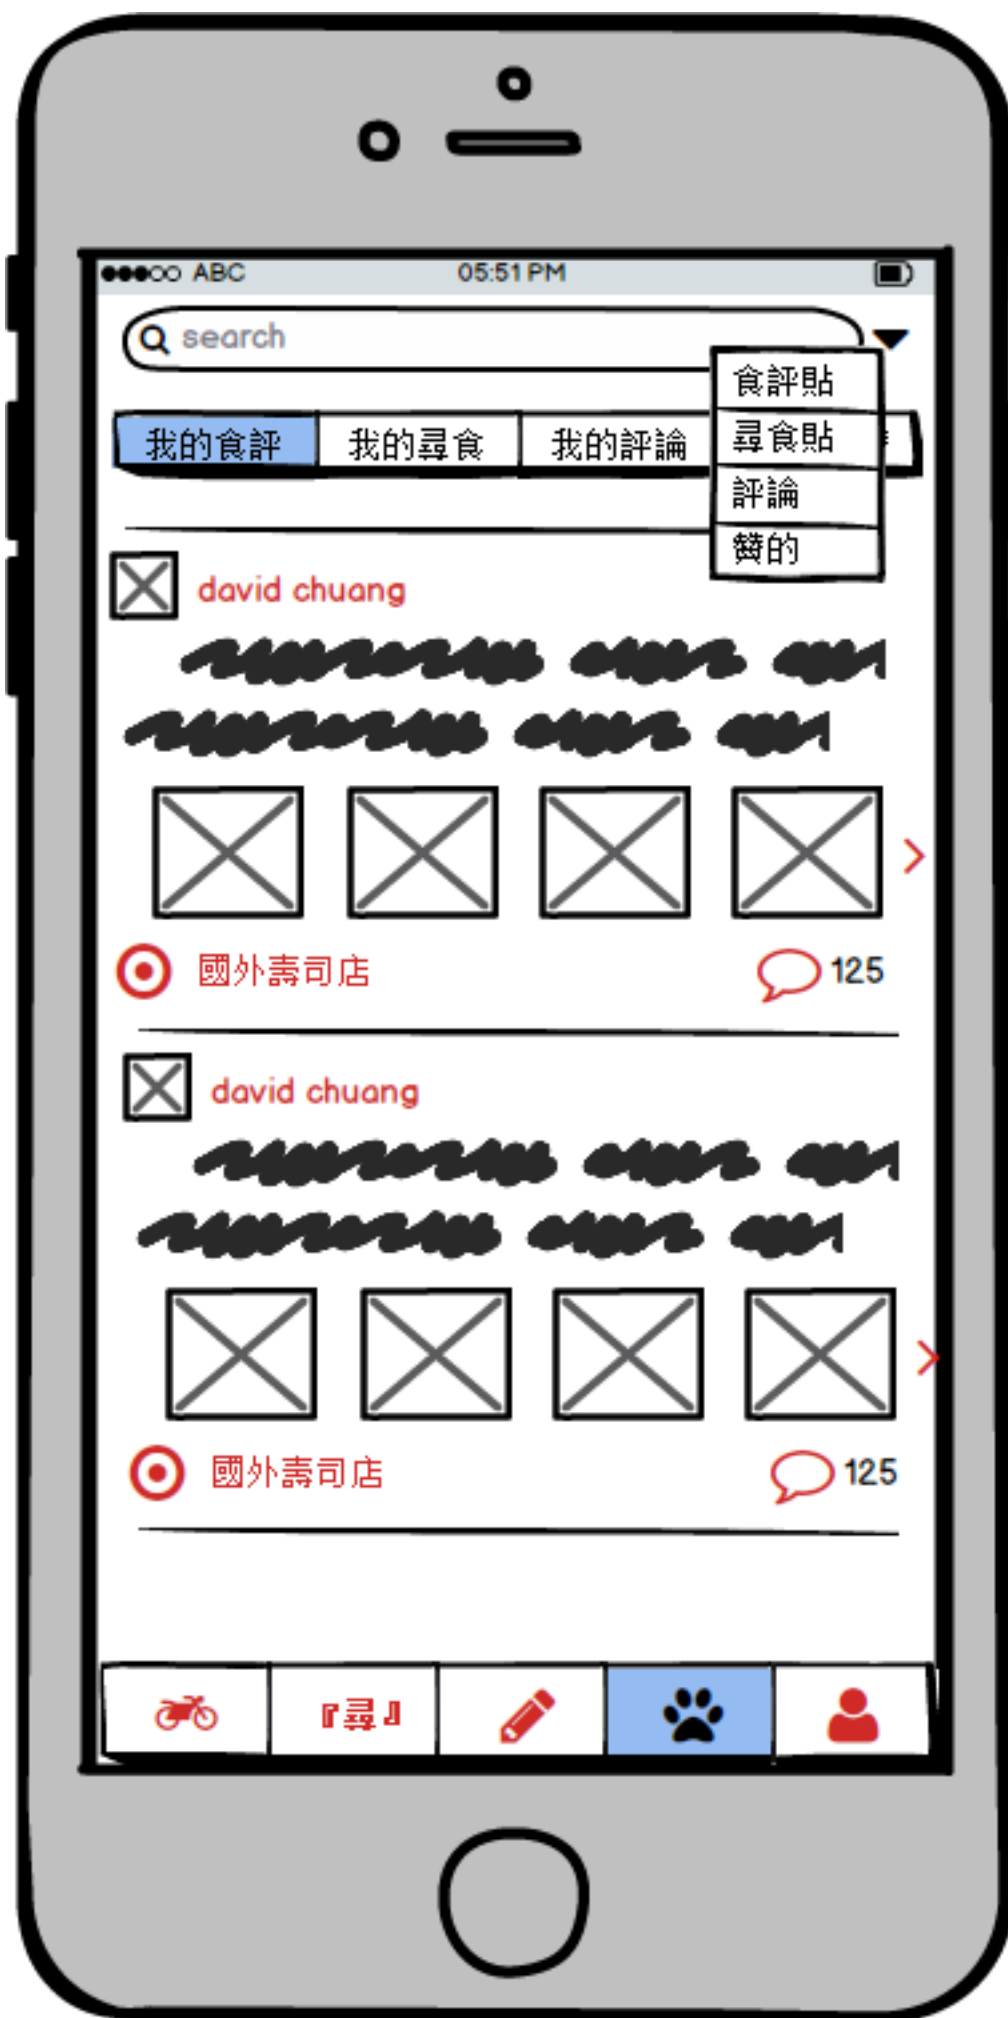 ABC 05:51 PM
search
食評貼
我的食評 我的尋食 我的評論
尋食貼
評論
贊的
david chuang
國外壽司店 125
david chuang
國外壽司店 125
『尋』